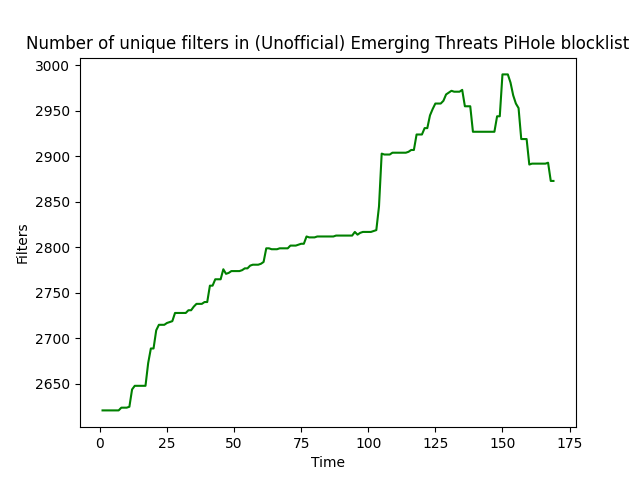 Number of unique filters in (Unofficial) Emerging Threats PiHole blocklist
3000
2950
2900
2850
2800
2750
2700
2650
Filters
0 25 50 75 100 125 150 175
Time